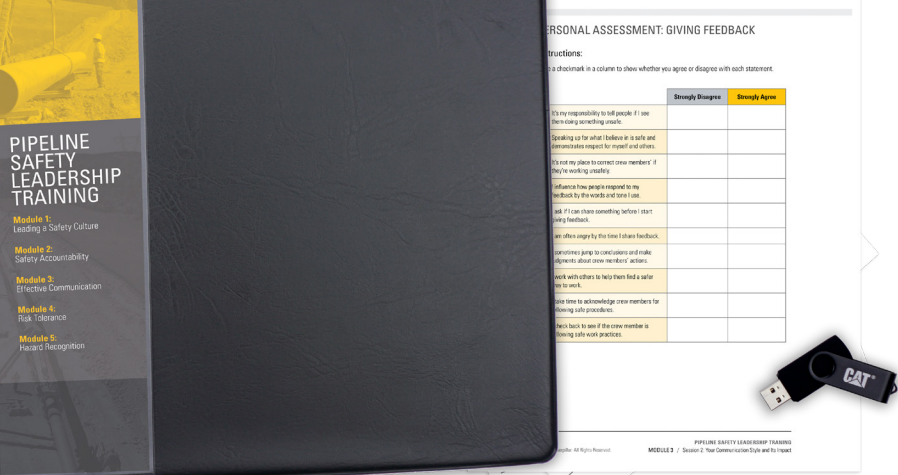 PIPELINE
SAFETY
LEADERSHIP
TRAINING
Module 1:
Leading a Safety Culture
Module 2:
Safety Accountability
Module 3:
Effective Communication
Module 4:
Risk Tolerance
Module 5:
Hazard Recognition
ERSONAL ASSESSMENT: GIVING FEEDBACK
tructions:
e a checkmark in a column to show whether you agree or disagree with each statement.
Strongly Disagree Strongly Agree
It's my responsibility to tell people if I see
them doing something unsafe.
Speaking up for what I believe in is safe and
demonstrates respect for myself and others.
It's not my place to correct crew members' if
they're working unsafely.
I influence how people respond to my
feedback by the words and tone I use.
ask if I can share something before I start
giving feedback.
am often angry by the time I share feedback.
sometimes jump to conclusions and make
judgments about crew members' actions.
work with others to help them find a safer
way to work.
take time to acknowledge crew members for
following safe procedures.
check back to see if the crew member is
following safe work practices.
All Rights Reserved
PIPELINE SAFETY LEADERSHIP TRANING
MODULE 3 / Session 2: Your Communication Style and Its Impact
CAT®